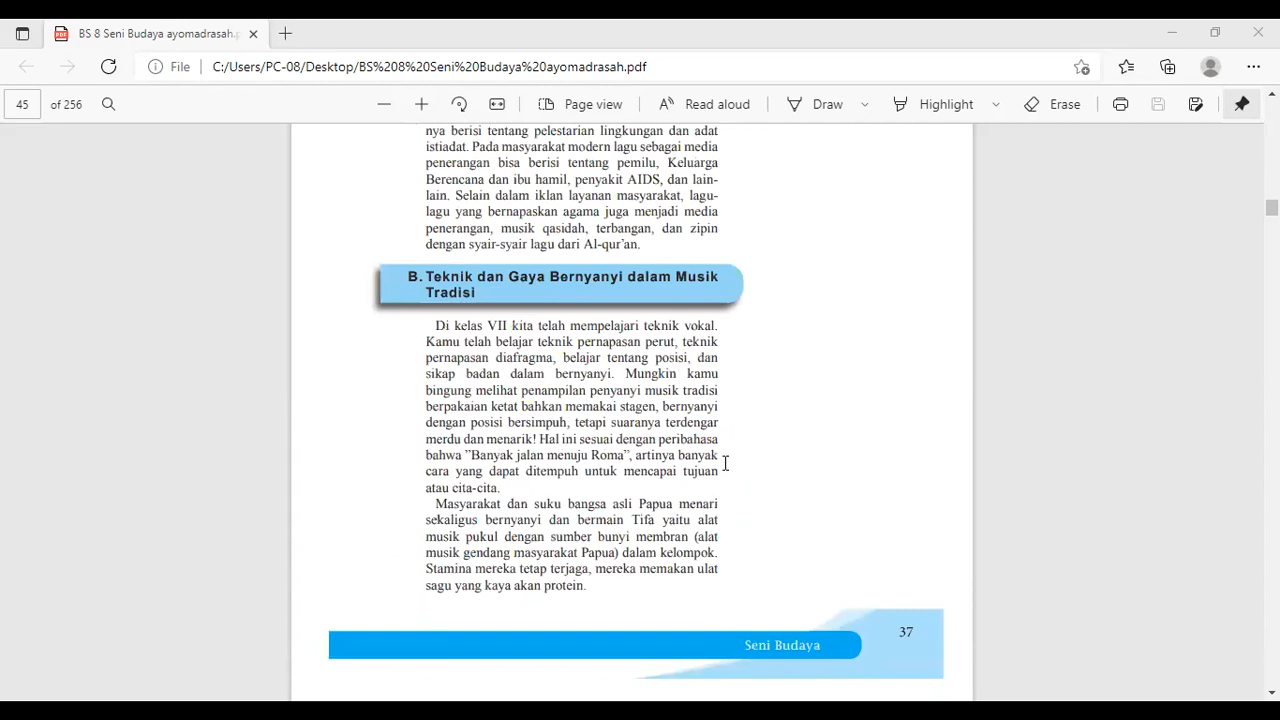 BS 8 Seni Budaya ayomadrasah.p
File C:/Users/PC-08/Desktop/BS%208%20Seni%20Budaya%20ayomadrasah.pdf
45 of 256 Page view Read aloud Draw Highlight Erase
nya berisi tentang pelestarian lingkungan dan adat
istiadat. Pada masyarakat modern lagu sebagai media
penerangan bisa berisi tentang pemilu, Keluarga
Berencana dan ibu hamil, penyakit AIDS, dan lain-
lain. Selain dalam iklan layanan masyarakat, lagu-
lagu yang bernapaskan agama juga menjadi media
penerangan, musik qasidah, terbangan, dan zipin
dengan syair-syair lagu dari Al-qur’an.
B. Teknik dan Gaya Bernyanyi dalam Musik
Tradisi
Di kelas VII kita telah mempelajari teknik vokal.
Kamu telah belajar teknik pernapasan perut, teknik
pernapasan diafragma, belajar tentang posisi, dan
sikap badan dalam bernyanyi. Mungkin kamu
bingung melihat penampilan penyanyi musik tradisi
berpakaian ketat bahkan memakai stagen, bernyanyi
dengan posisi bersimpuh, tetapi suaranya terdengar
merdu dan menarik! Hal ini sesuai dengan peribahasa
bahwa ”Banyak jalan menuju Roma”, artinya banyak
cara yang dapat ditempuh untuk mencapai tujuan
atau cita-cita.
Masyarakat dan suku bangsa asli Papua menari
sekaligus bernyanyi dan bermain Tifa yaitu alat
musik pukul dengan sumber bunyi membran (alat
musik gendang masyarakat Papua) dalam kelompok.
Stamina mereka tetap terjaga, mereka memakan ulat
sagu yang kaya akan protein.
Seni Budaya 37